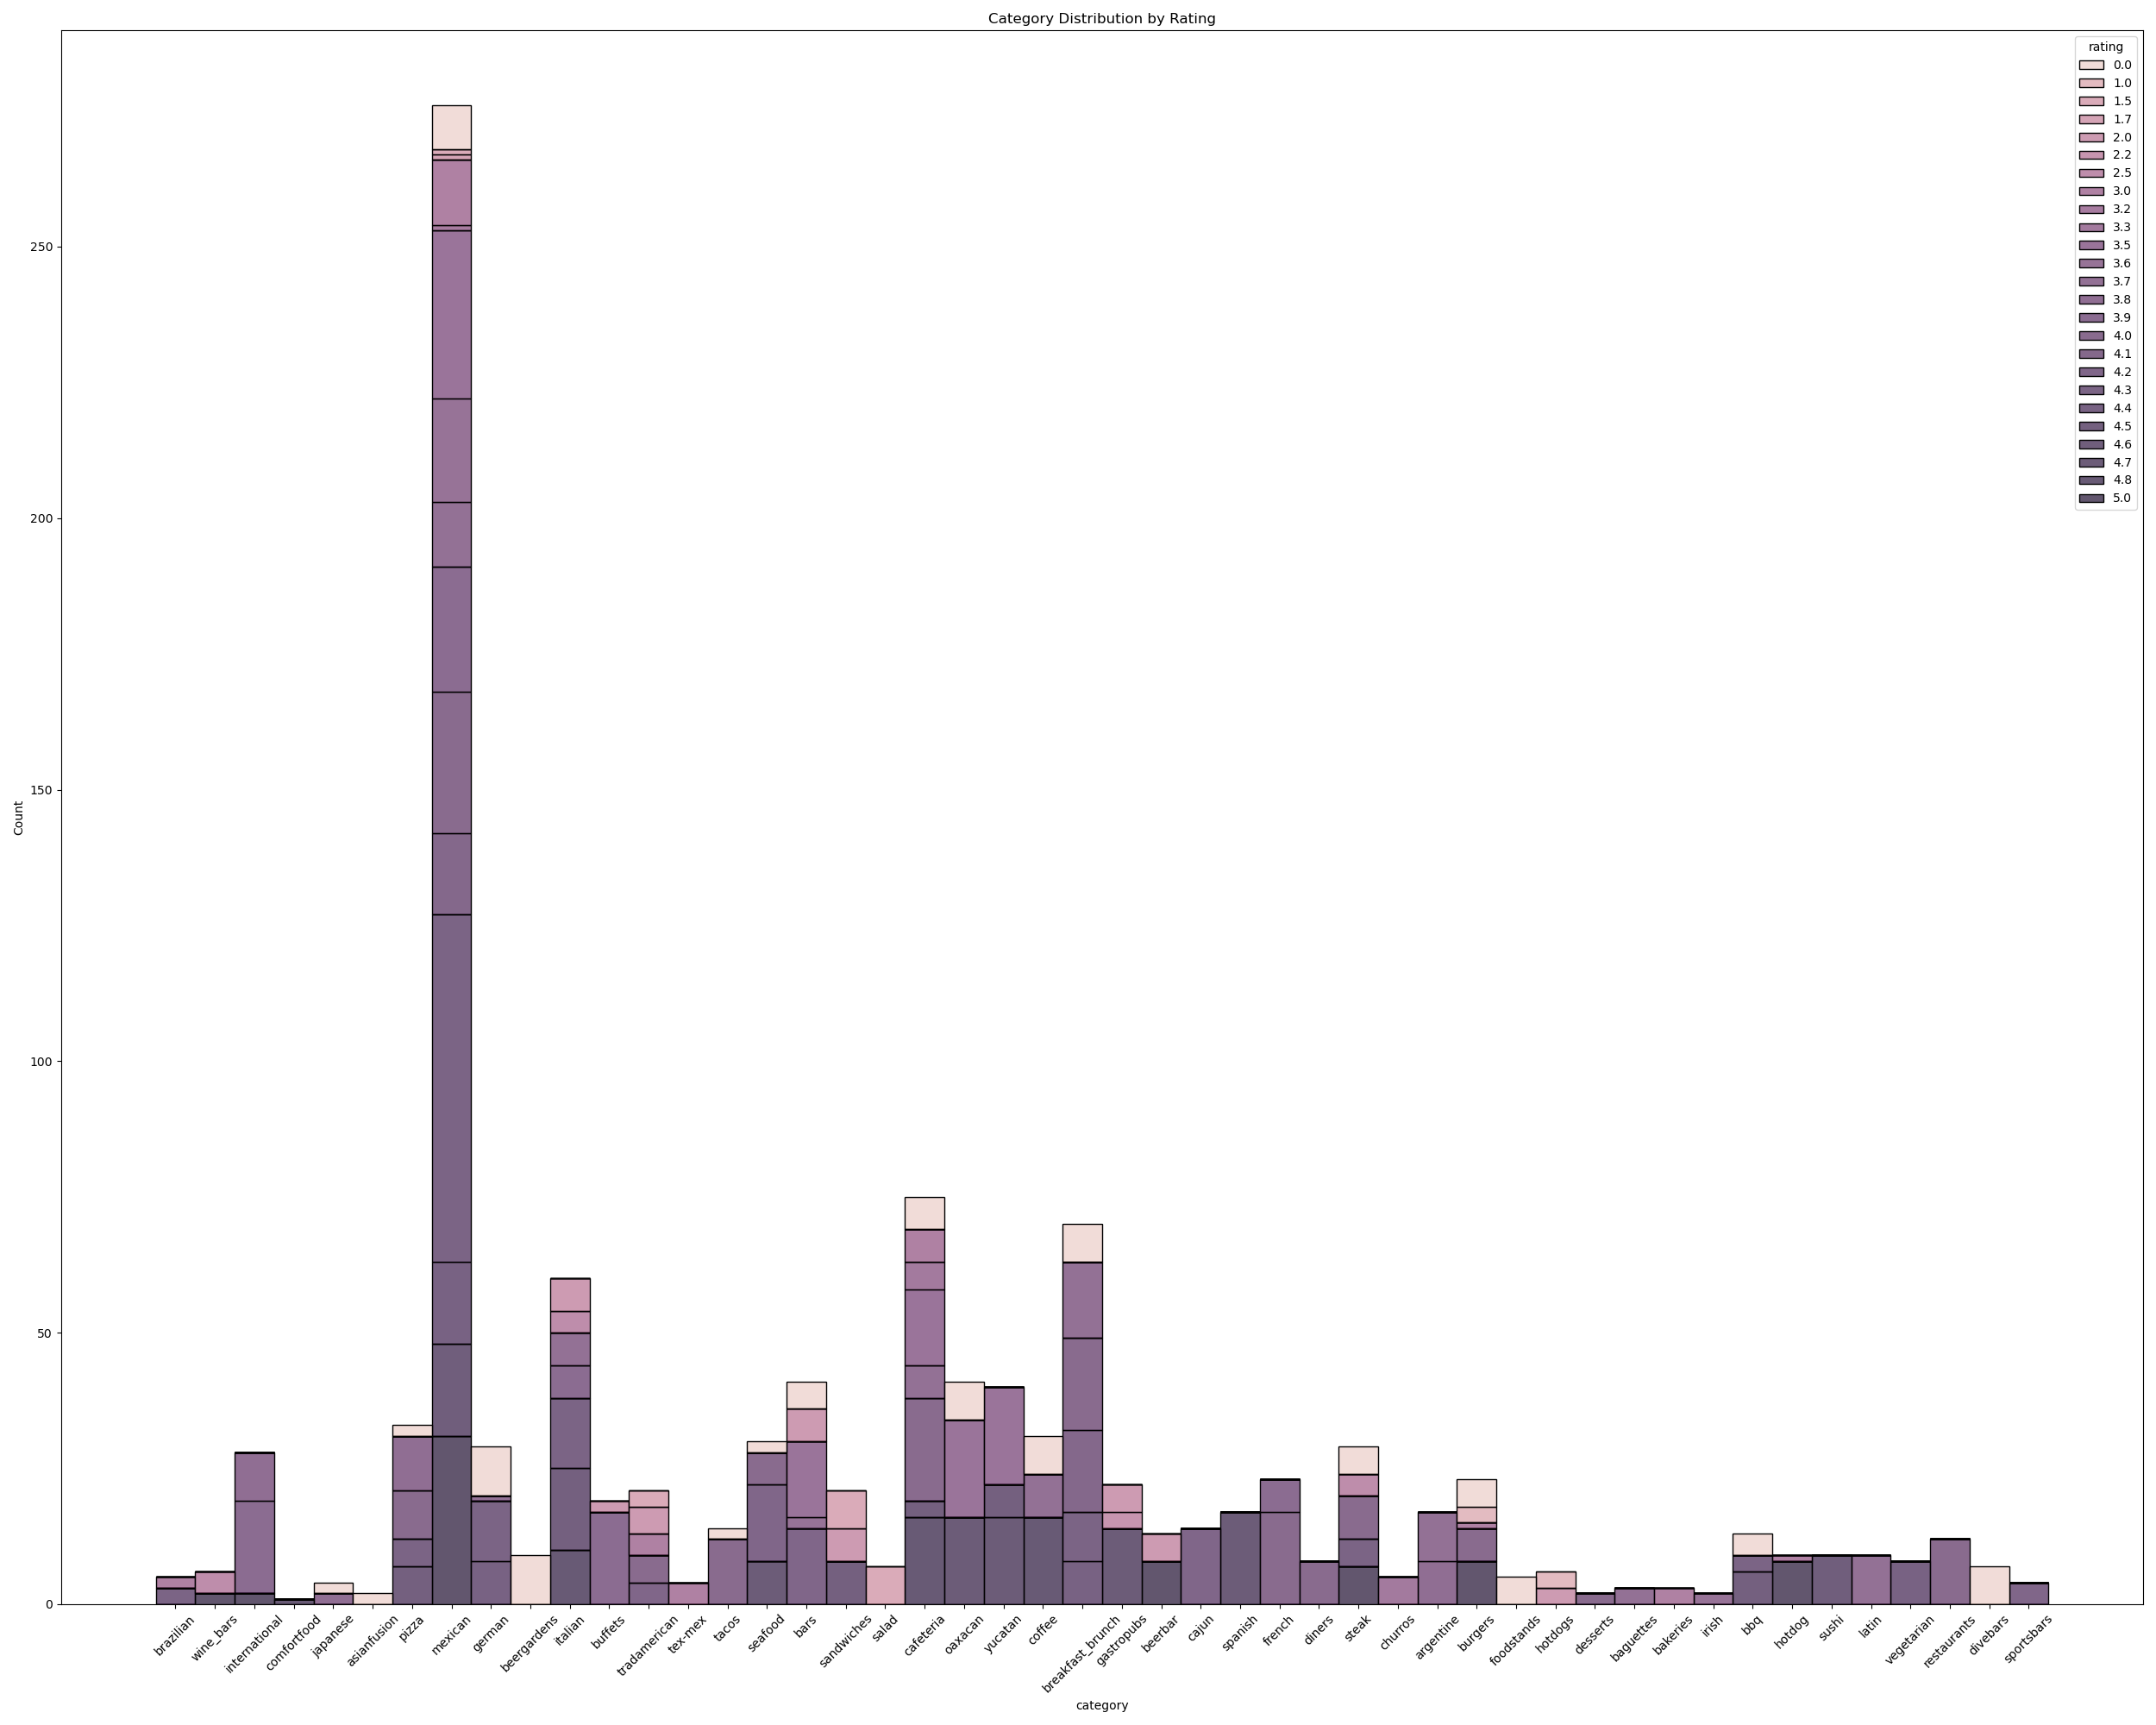 Category Distribution by Rating
rating
0.0
1.0
1.5
1.7
2.0
2.2
2.5
3.0
3.2
3.3
3.5
3.6
3.7
3.8
3.9
4.0
4.1
4.2
4.3
4.4
4.5
4.6
4.7
4.8
5.0
250
200
150
100
50
0
Count
brazilian
wine_bars
international
comfortfood
japanese
asianfusion
pizza
mexican
german
beergardens
italian
buffets
tradamerican
tex-mex
tacos
seafood
bars
sandwiches
salad
cafeteria
oaxacan
yucatan
coffee
breakfast_brunch
gastropubs
beerbar
cajun
spanish
french
diners
steak
churros
argentine
burgers
foodstands
hotdogs
desserts
baguettes
bakeries
irish
bbq
hotdog
sushi
latin
vegetarian
restaurants
divebars
sportsbars
category